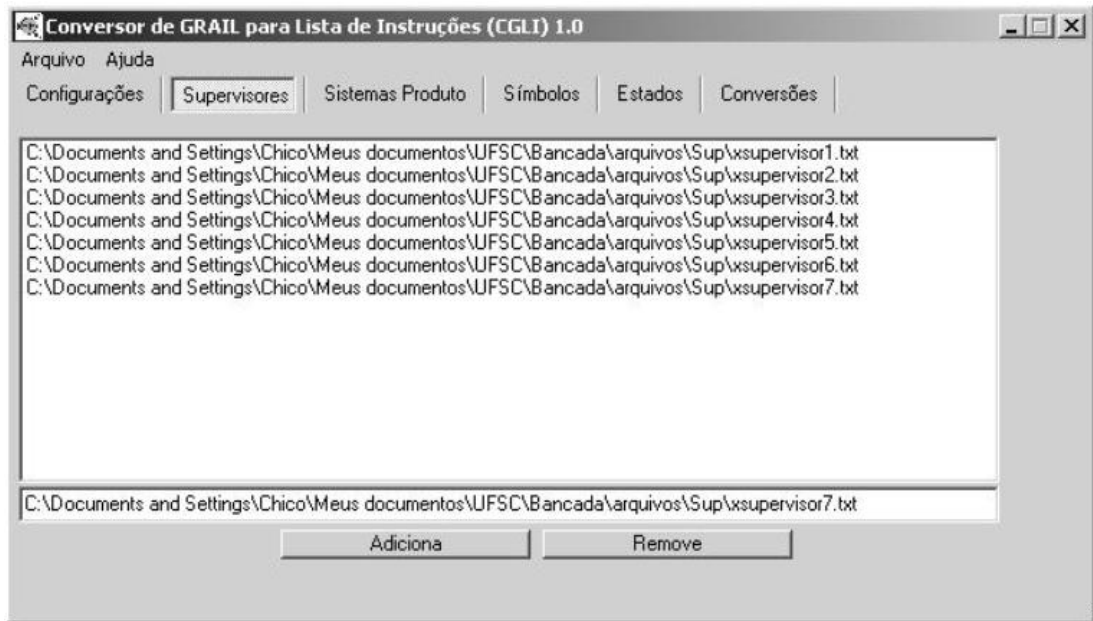 Conversor de GRAIL para Lista de Instruções (CGLI) 1.0
Arquivo Ajuda
Configurações Supervisores Sistemas Produto Símbolos Estados Conversões
C:\Documents and Settings\Chico\Meus documentos\UFSC\Bancada\arquivos\Sup\xsupervisor1.txt
C:\Documents and Settings\Chico\Meus documentos\UFSC\Bancada\arquivos\Sup\xsupervisor2.txt
C:\Documents and Settings\Chico\Meus documentos\UFSC\Bancada\arquivos\Sup\xsupervisor3.txt
C:\Documents and Settings\Chico\Meus documentos\UFSC\Bancada\arquivos\Sup\xsupervisor4.txt
C:\Documents and Settings\Chico\Meus documentos\UFSC\Bancada\arquivos\Sup\xsupervisor5.txt
C:\Documents and Settings\Chico\Meus documentos\UFSC\Bancada\arquivos\Sup\xsupervisor6.txt
C:\Documents and Settings\Chico\Meus documentos\UFSC\Bancada\arquivos\Sup\xsupervisor7.txt
C:\Documents and Settings\Chico\Meus documentos\UFSC\Bancada\arquivos\Sup\xsupervisor7.txt
Adiciona Remove